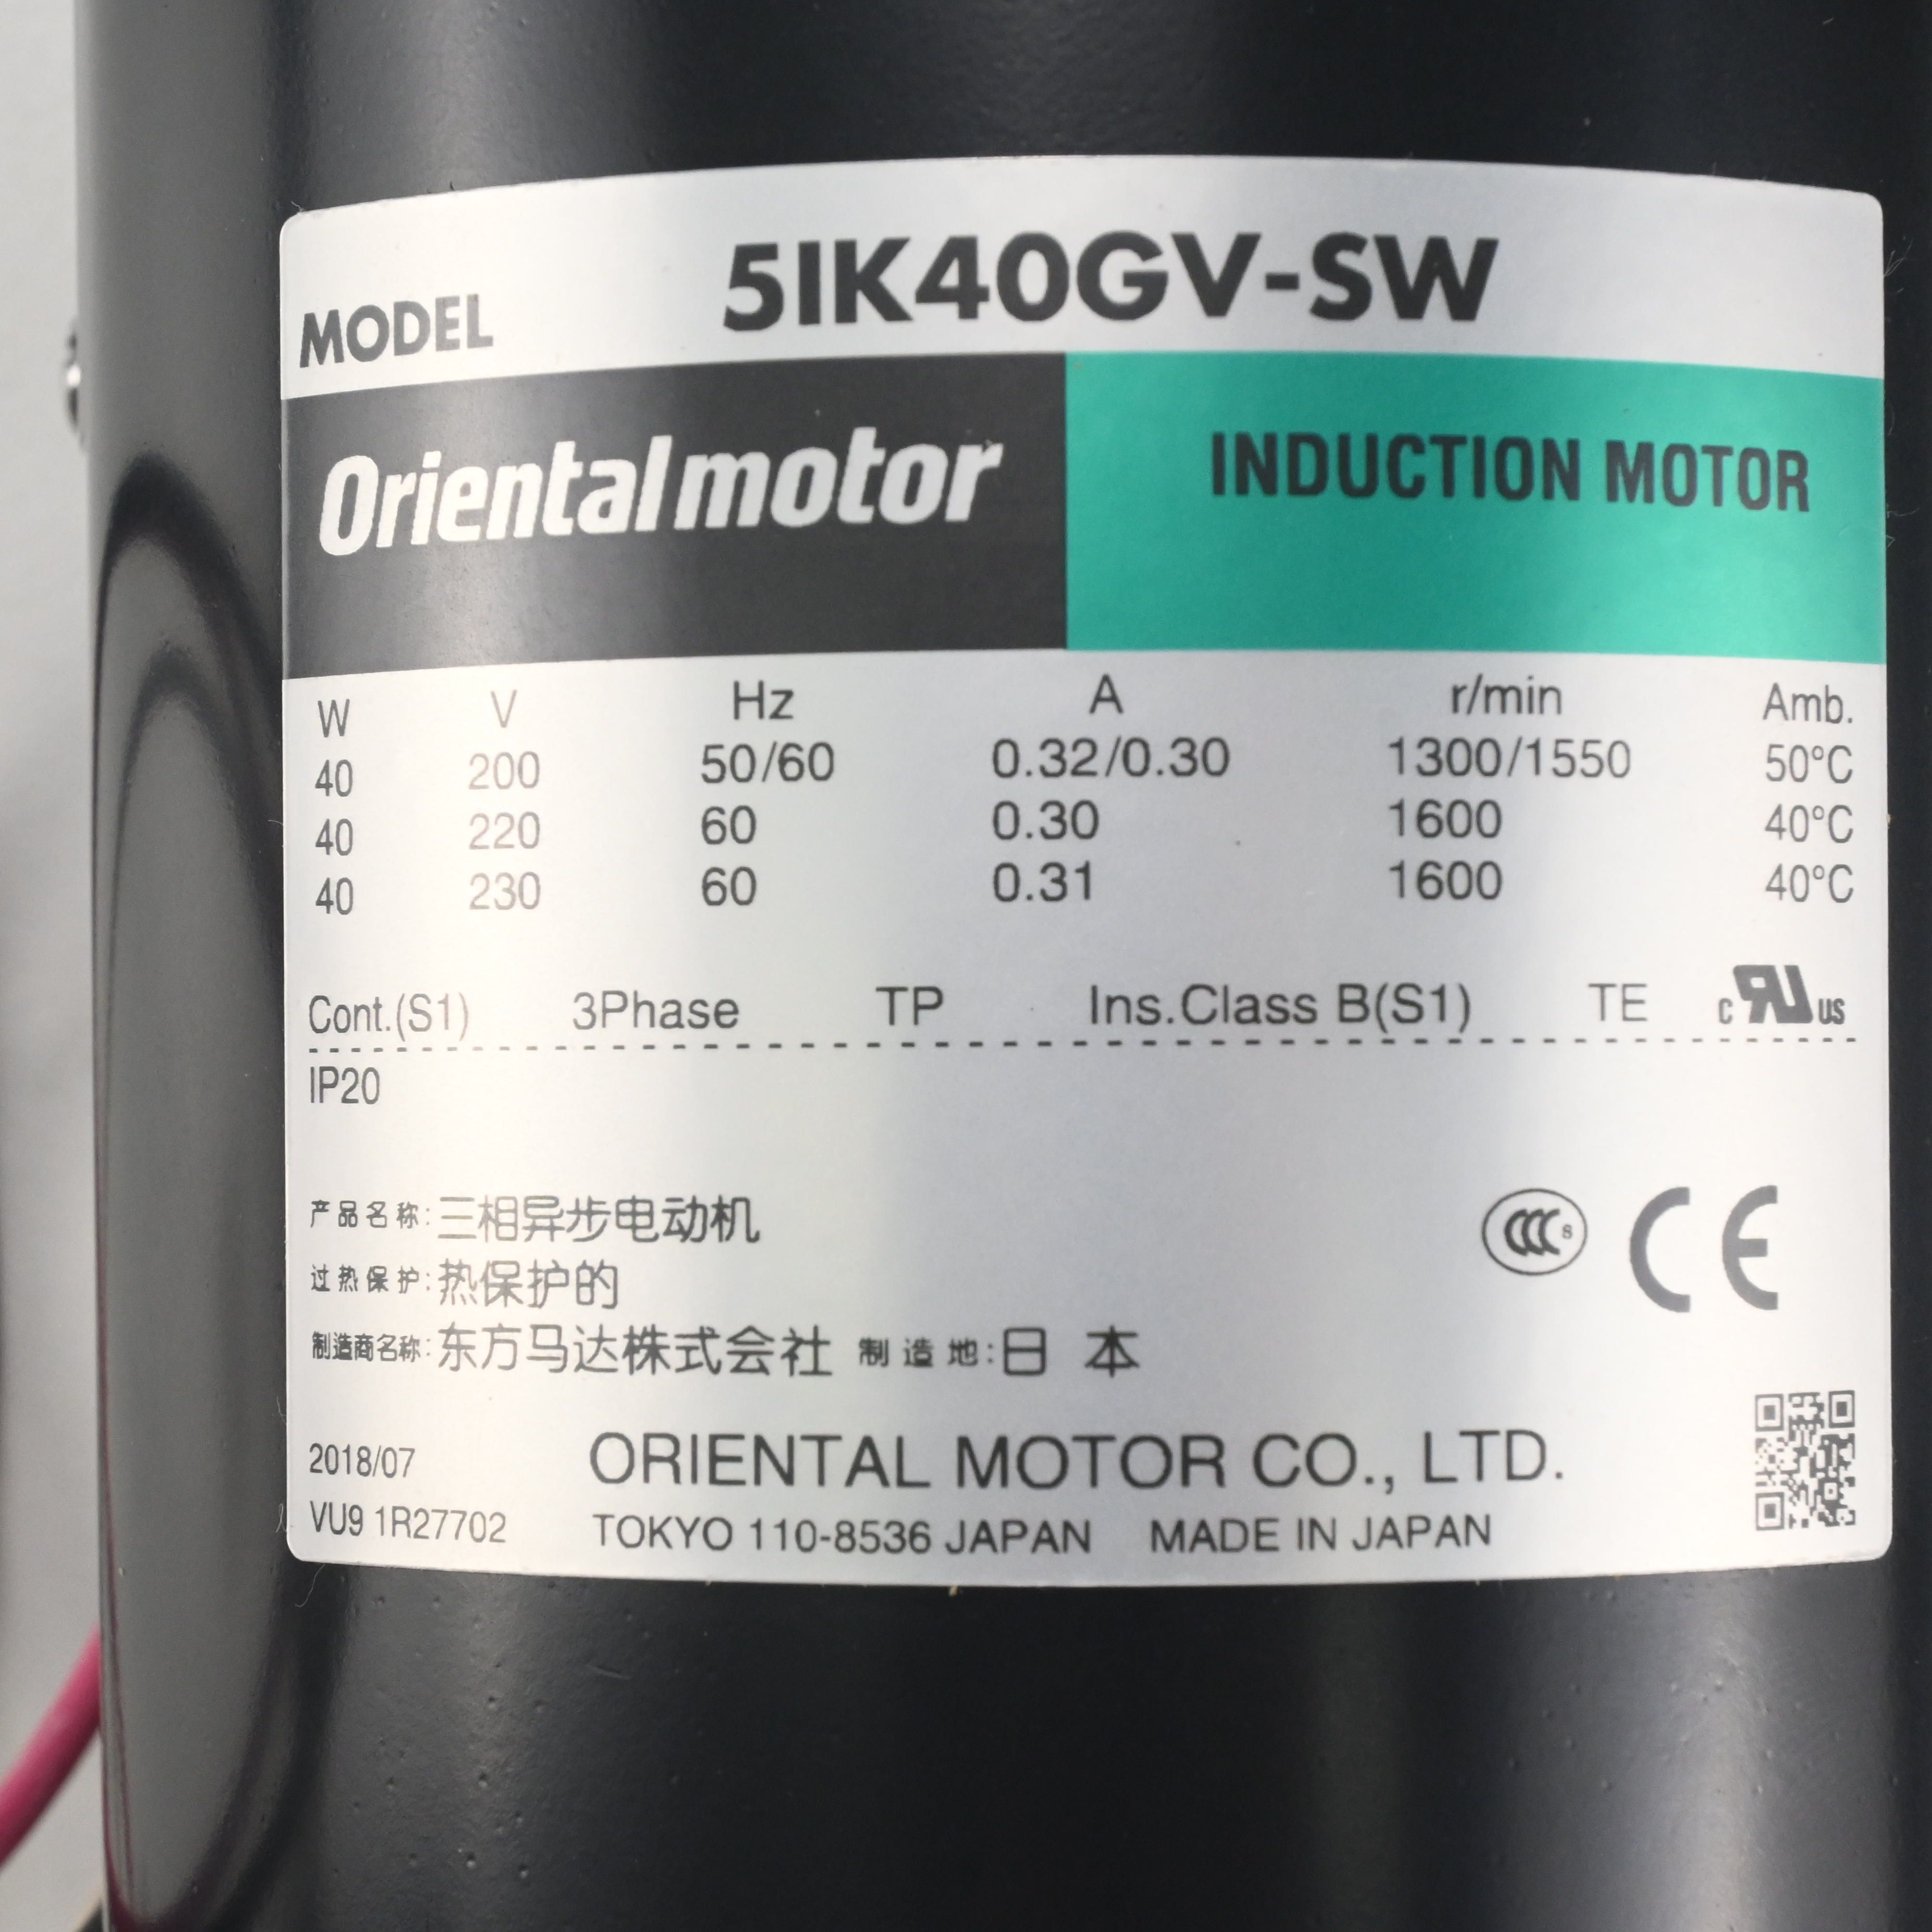 MODEL 5IK40GV-SW
Orientalmotor INDUCTION MOTOR
W V Hz A r/min Amb.
40 200 50/60 0.32/0.30 1300/1550 50°C
40 220 60 0.30 1600 40°C
40 230 60 0.31 1600 40°C
Cont.(S1) 3Phase TP Ins.Class B(S1) TE c RU US
IP20
产品名称:三相异步电动机
过热保护:热保护的
CCC S CE
制造商名称:东方马达株式会社 制造地:日本
2018/07 ORIENTAL MOTOR CO., LTD.
VU9 1R27702 TOKYO 110-8536 JAPAN MADE IN JAPAN